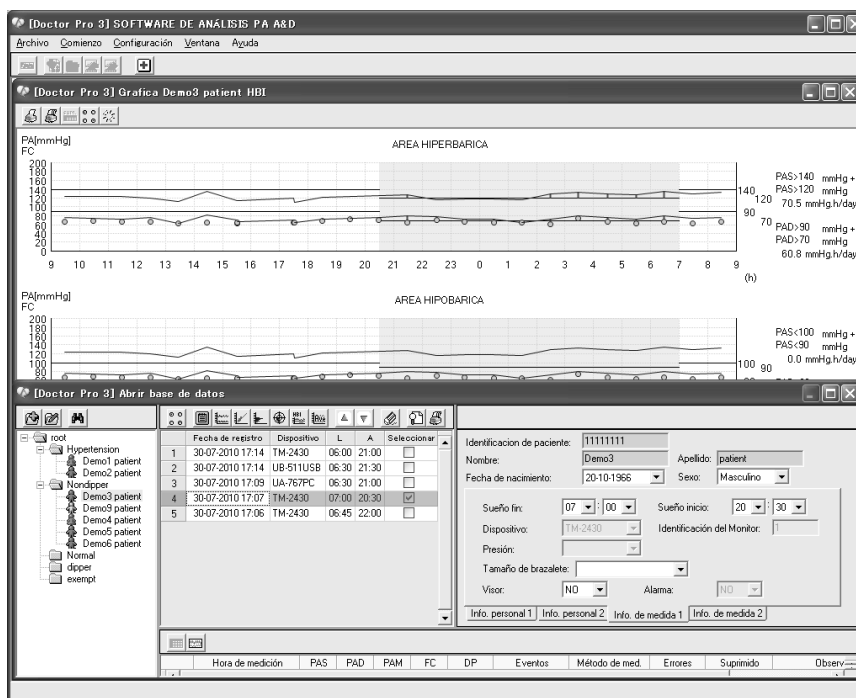 [Doctor Pro 3] SOFTWARE DE ANÁLISIS PA A&D
Archivo Comienzo Configuración Ventana Ayuda
[Doctor Pro 3] Grafica Demo3 patient HBI
PA[mmHg]
FC
AREA HIPERBARICA
200
180
160
140
120
100
80
60
40
20
0
9 10 11 12 13 14 15 16 17 18 19 20 21 22 23 0 1 2 3 4 5 6 7 8 9
(h)
140 120
90 70
PAS>140 mmHg +
PAS>120 mmHg
70.5 mmHg.h/day
PAD>90 mmHg +
PAD>70 mmHg
60.8 mmHg.h/day
PA[mmHg]
FC
AREA HIPOBARICA
200
180
160
140
120
100
80
100 90
PAS<100 mmHg +
PAS<90 mmHg
0.0 mmHg.h/day
[Doctor Pro 3] Abrir base de datos
root
Hypertension
Demo1 patient
Demo2 patient
Nondipper
Demo3 patient
Demo9 patient
Demo4 patient
Demo5 patient
Demo6 patient
Normal
dipper
exempt
Fecha de registro Dispositivo L A Seleccionar
1 30-07-2010 17:14 TM-2430 06:00 21:00
2 30-07-2010 17:14 UB-511USB 06:30 21:30
3 30-07-2010 17:09 UA-767PC 06:30 21:00
4 30-07-2010 17:07 TM-2430 07:00 20:30
5 30-07-2010 17:06 TM-2430 06:45 22:00
Identificacion de paciente: 11111111
Nombre: Demo3 Apellido: patient
Fecha de nacimiento: 20-10-1966 Sexo: Masculino
Sueño fin: 07 : 00 Sueño inicio: 20 : 30
Dispositivo: TM-2430 Identificación del Monitor: 1
Presión:
Tamaño de brazalete:
Visor: NO Alarma: NO
Info. personal 1 Info. personal 2 Info. de medida 1 Info. de medida 2
Hora de medición PAS PAD PAM FC DP Eventos Método de med. Errores Suprimido Observ